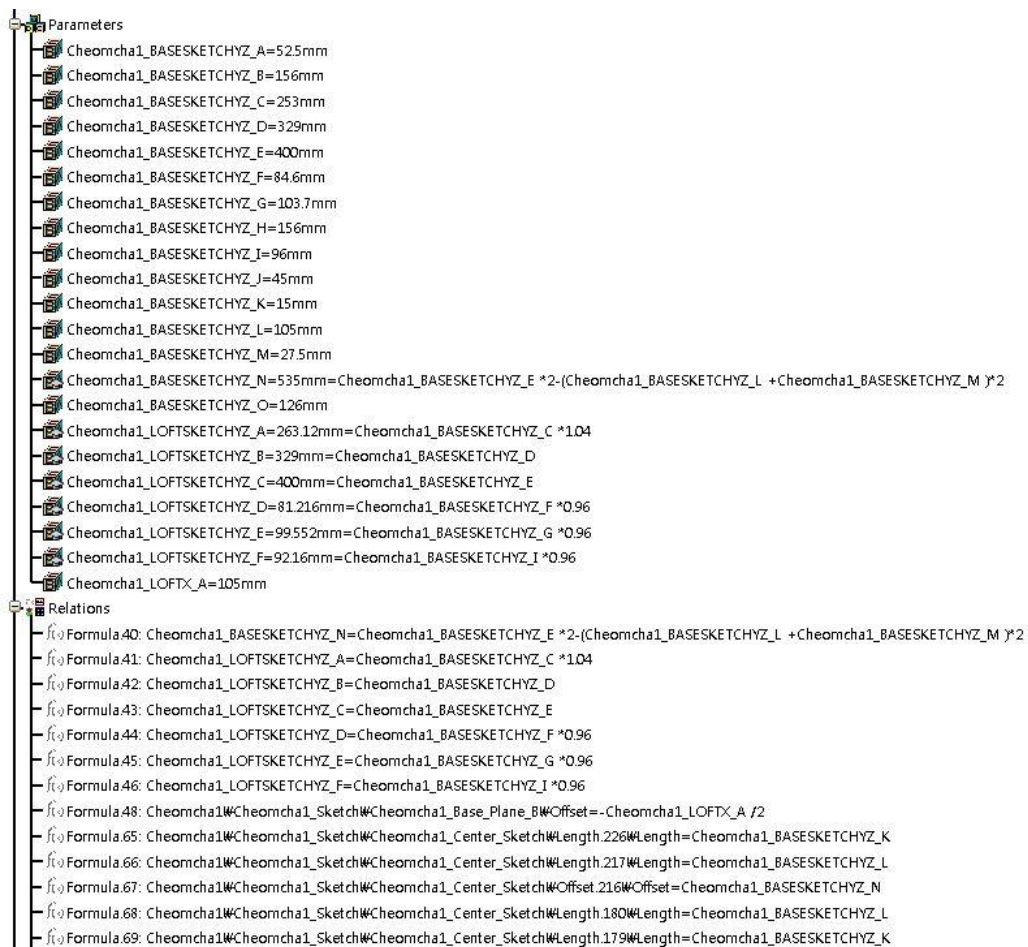 Parameters
Cheomcha1_BASESKETCHYZ_A=52.5mm
Cheomcha1_BASESKETCHYZ_B=156mm
Cheomcha1_BASESKETCHYZ_C=253mm
Cheomcha1_BASESKETCHYZ_D=329mm
Cheomcha1_BASESKETCHYZ_E=400mm
Cheomcha1_BASESKETCHYZ_F=84.6mm
Cheomcha1_BASESKETCHYZ_G=103.7mm
Cheomcha1_BASESKETCHYZ_H=156mm
Cheomcha1_BASESKETCHYZ_I=96mm
Cheomcha1_BASESKETCHYZ_J=45mm
Cheomcha1_BASESKETCHYZ_K=15mm
Cheomcha1_BASESKETCHYZ_L=105mm
Cheomcha1_BASESKETCHYZ_M=27.5mm
Cheomcha1_BASESKETCHYZ_N=535mm=Cheomcha1_BASESKETCHYZ_E *2-(Cheomcha1_BASESKETCHYZ_L +Cheomcha1_BASESKETCHYZ_M )*2
Cheomcha1_BASESKETCHYZ_O=126mm
Cheomcha1_LOFTSKETCHYZ_A=263.12mm=Cheomcha1_BASESKETCHYZ_C *1.04
Cheomcha1_LOFTSKETCHYZ_B=329mm=Cheomcha1_BASESKETCHYZ_D
Cheomcha1_LOFTSKETCHYZ_C=400mm=Cheomcha1_BASESKETCHYZ_E
Cheomcha1_LOFTSKETCHYZ_D=81.216mm=Cheomcha1_BASESKETCHYZ_F *0.96
Cheomcha1_LOFTSKETCHYZ_E=99.552mm=Cheomcha1_BASESKETCHYZ_G *0.96
Cheomcha1_LOFTSKETCHYZ_F=92.16mm=Cheomcha1_BASESKETCHYZ_I *0.96
Cheomcha1_LOFTX_A=105mm
Relations
f(x) Formula.40: Cheomcha1_BASESKETCHYZ_N=Cheomcha1_BASESKETCHYZ_E *2-(Cheomcha1_BASESKETCHYZ_L +Cheomcha1_BASESKETCHYZ_M )*2
f(x) Formula.41: Cheomcha1_LOFTSKETCHYZ_A=Cheomcha1_BASESKETCHYZ_C *1.04
f(x) Formula.42: Cheomcha1_LOFTSKETCHYZ_B=Cheomcha1_BASESKETCHYZ_D
f(x) Formula.43: Cheomcha1_LOFTSKETCHYZ_C=Cheomcha1_BASESKETCHYZ_E
f(x) Formula.44: Cheomcha1_LOFTSKETCHYZ_D=Cheomcha1_BASESKETCHYZ_F *0.96
f(x) Formula.45: Cheomcha1_LOFTSKETCHYZ_E=Cheomcha1_BASESKETCHYZ_G *0.96
f(x) Formula.46: Cheomcha1_LOFTSKETCHYZ_F=Cheomcha1_BASESKETCHYZ_I *0.96
f(x) Formula.48: Cheomcha1₩Cheomcha1_Sketch₩Cheomcha1_Base_Plane_B₩Offset=-Cheomcha1_LOFTX_A /2
f(x) Formula.65: Cheomcha1₩Cheomcha1_Sketch₩Cheomcha1_Center_Sketch₩Length.226₩Length=Cheomcha1_BASESKETCHYZ_K
f(x) Formula.66: Cheomcha1₩Cheomcha1_Sketch₩Cheomcha1_Center_Sketch₩Length.217₩Length=Cheomcha1_BASESKETCHYZ_L
f(x) Formula.67: Cheomcha1₩Cheomcha1_Sketch₩Cheomcha1_Center_Sketch₩Offset.216₩Offset=Cheomcha1_BASESKETCHYZ_N
f(x) Formula.68: Cheomcha1₩Cheomcha1_Sketch₩Cheomcha1_Center_Sketch₩Length.180₩Length=Cheomcha1_BASESKETCHYZ_L
f(x) Formula.69: Cheomcha1₩Cheomcha1_Sketch₩Cheomcha1_Center_Sketch₩Length.179₩Length=Cheomcha1_BASESKETCHYZ_K